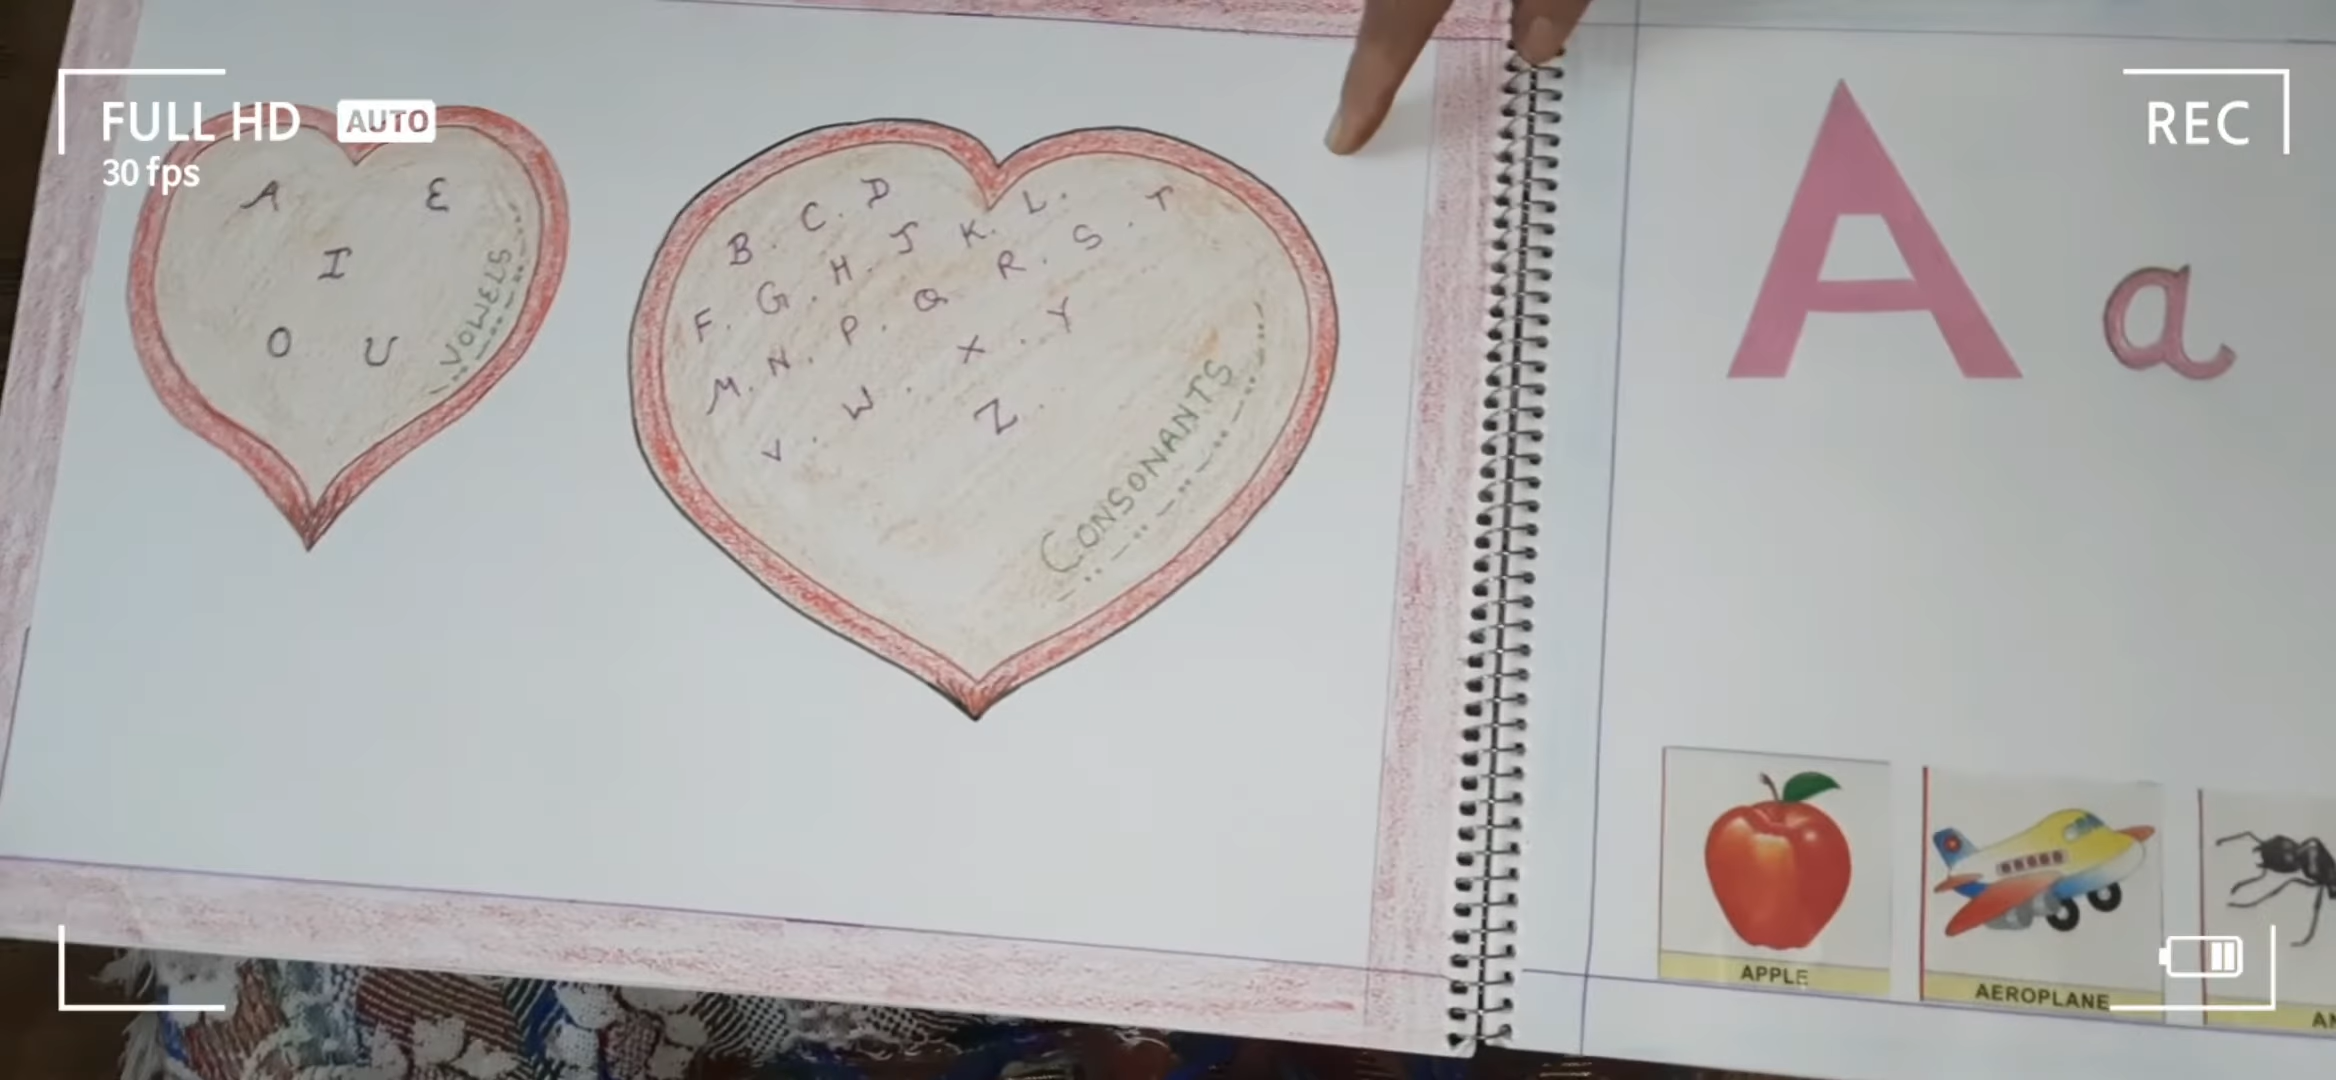 FULL HD AUTO
30 fps
REC
A E
I
O U
VOWELS
B. C. D
F. G. H. J K. L.
M. N. P. Q R. S. T
V. W. X. Y
Z.
CONSONANTS
A a
APPLE
AEROPLANE